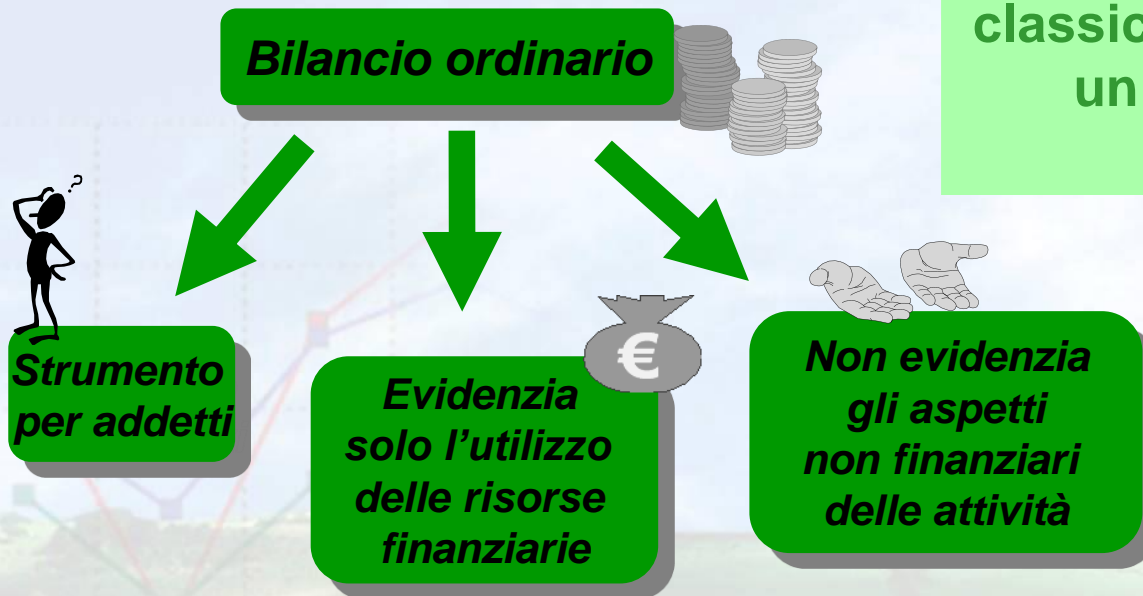 Bilancio ordinario
un
Strumento
per addetti
Evidenzia
solo l'utilizzo
delle risorse
finanziarie
€
Non evidenzia
gli aspetti
non finanziari
delle attività
?